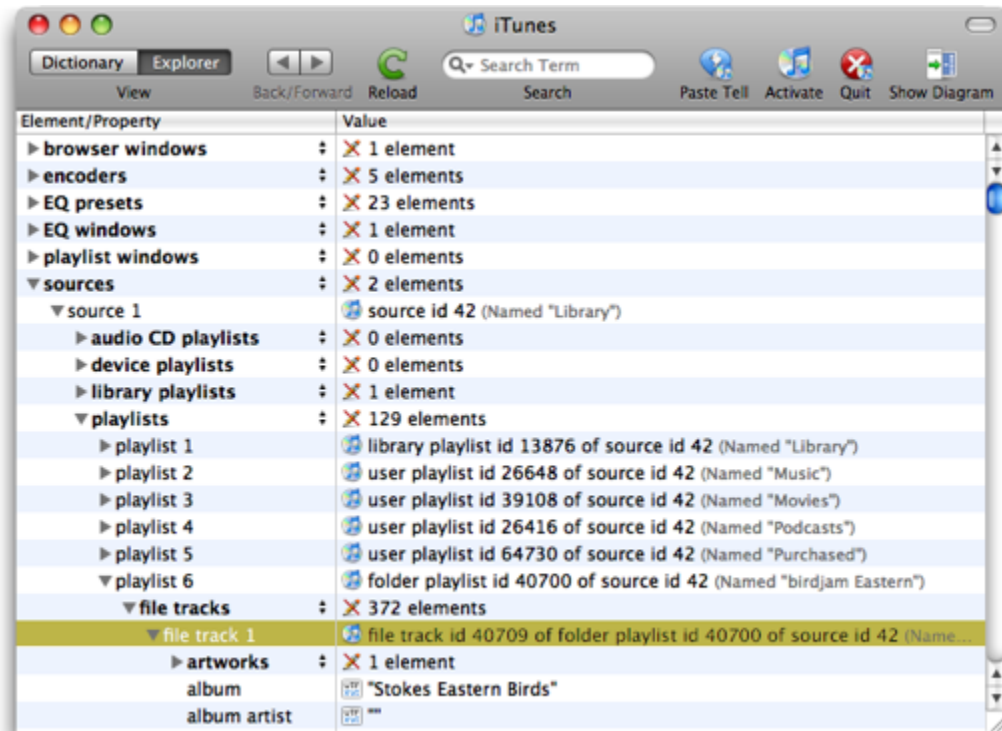 iTunes
Dictionary Explorer Search Term
View Back/Forward Reload Search Paste Tell Activate Quit Show Diagram
Element/Property Value
browser windows 1 element
encoders 5 elements
EQ presets 23 elements
EQ windows 1 element
playlist windows 0 elements
sources 2 elements
source 1 source id 42 (Named "Library")
audio CD playlists 0 elements
device playlists 0 elements
library playlists 1 element
playlists 129 elements
playlist 1 library playlist id 13876 of source id 42 (Named "Library")
playlist 2 user playlist id 26648 of source id 42 (Named "Music")
playlist 3 user playlist id 39108 of source id 42 (Named "Movies")
playlist 4 user playlist id 26416 of source id 42 (Named "Podcasts")
playlist 5 user playlist id 64730 of source id 42 (Named "Purchased")
playlist 6 folder playlist id 40700 of source id 42 (Named "birdjam Eastern")
file tracks 372 elements
file track 1 file track id 40709 of folder playlist id 40700 of source id 42 (Name...
artworks 1 element
album "Stokes Eastern Birds"
album artist ""